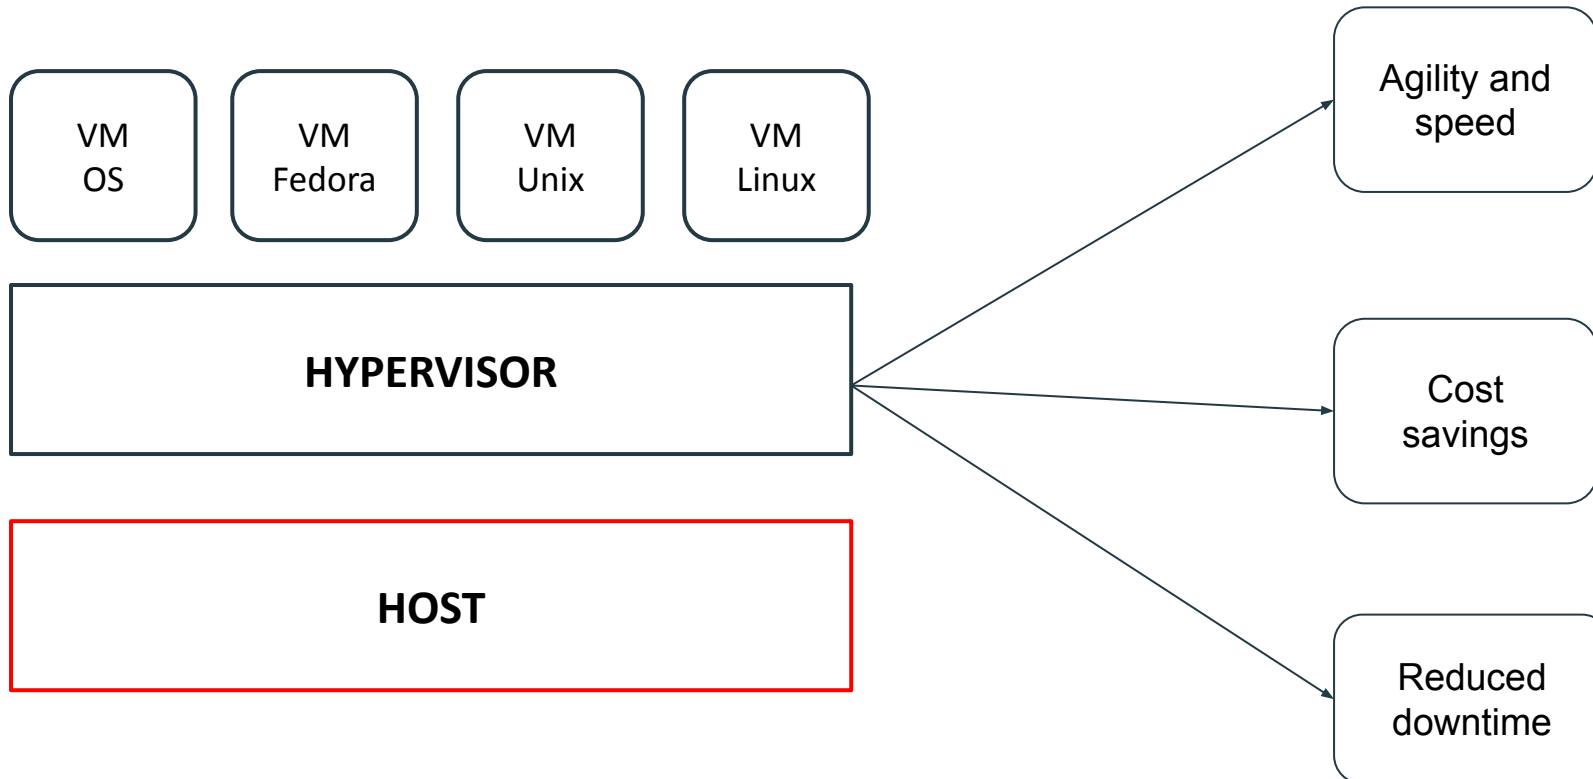 VM
OS
VM
Fedora
VM
Unix
VM
Linux
HYPERVISOR
HOST
Agility and
speed
Cost
savings
Reduced
downtime